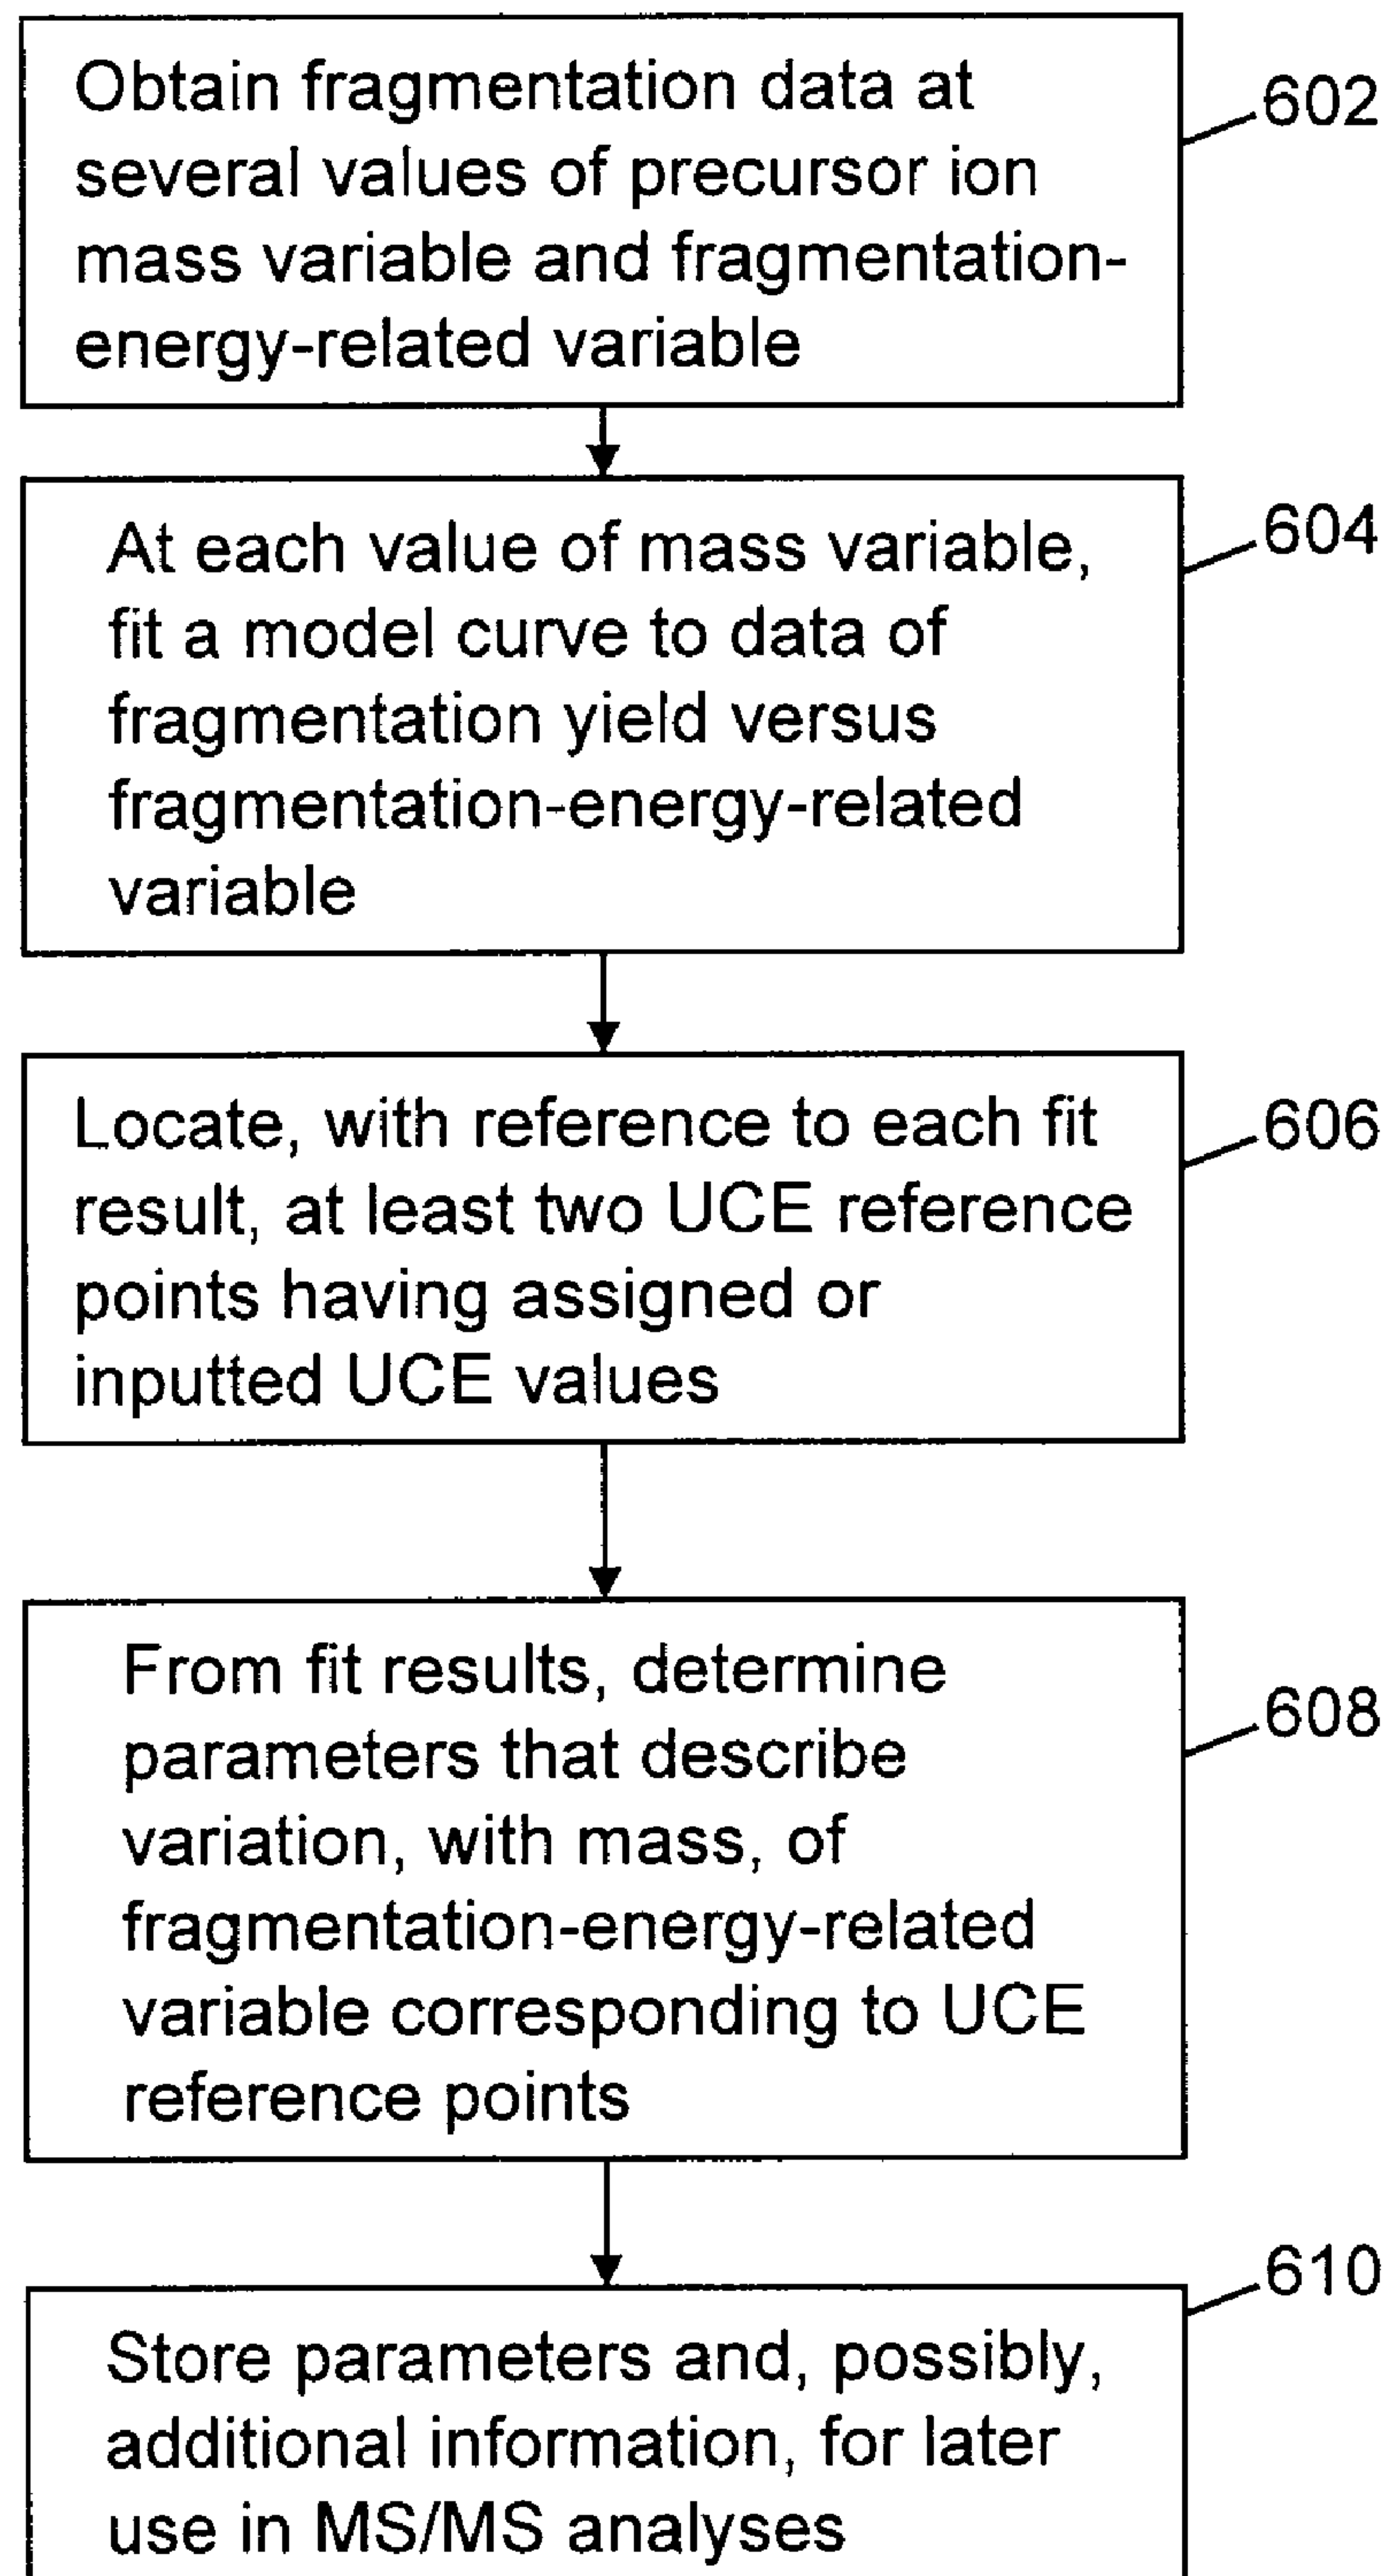 Obtain fragmentation data at
several values of precursor ion
mass variable and fragmentation-
energy-related variable
602
At each value of mass variable,
fit a model curve to data of
fragmentation yield versus
fragmentation-energy-related
variable
604
Locate, with reference to each fit
result, at least two UCE reference
points having assigned or
inputted UCE values
606
From fit results, determine
parameters that describe
variation, with mass, of
fragmentation-energy-related
variable corresponding to UCE
reference points
608
Store parameters and, possibly,
additional information, for later
use in MS/MS analyses
610